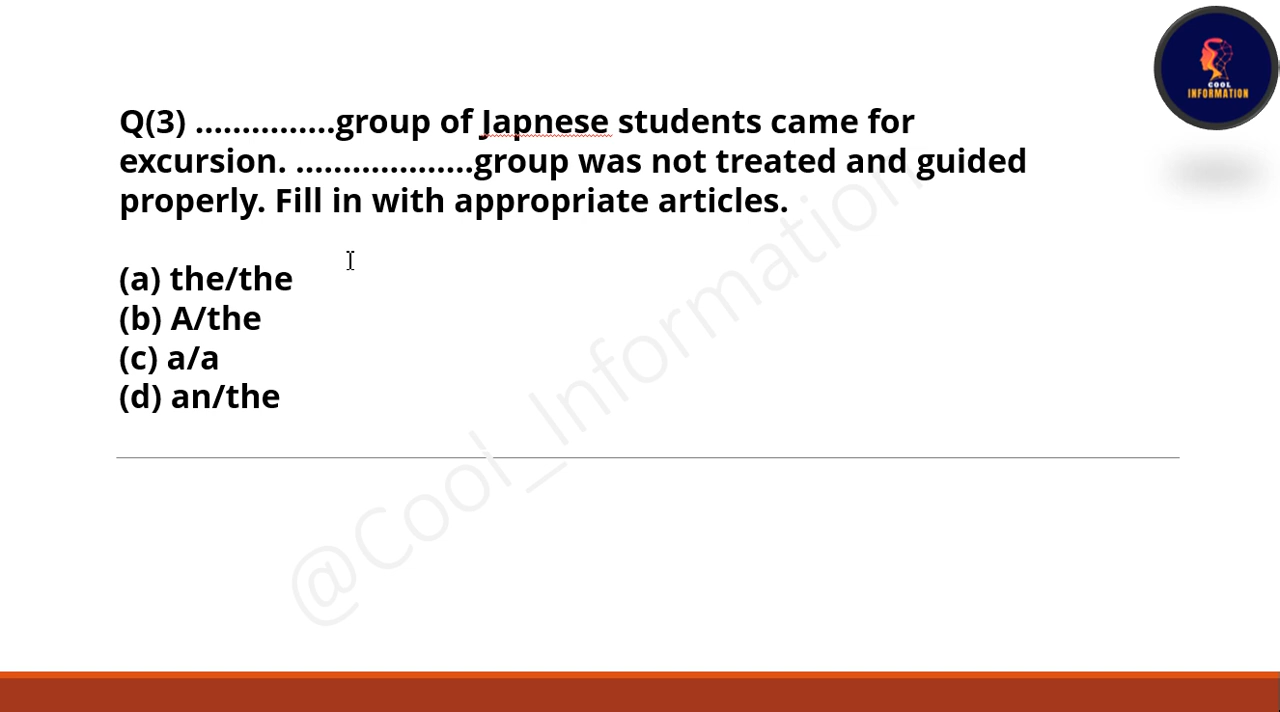 COOL
INFORMATION
Q(3) ...............group of Japnese students came for
excursion. ...................group was not treated and guided
properly. Fill in with appropriate articles.
(a) the/the
(b) A/the
(c) a/a
(d) an/the
@Cool_Information